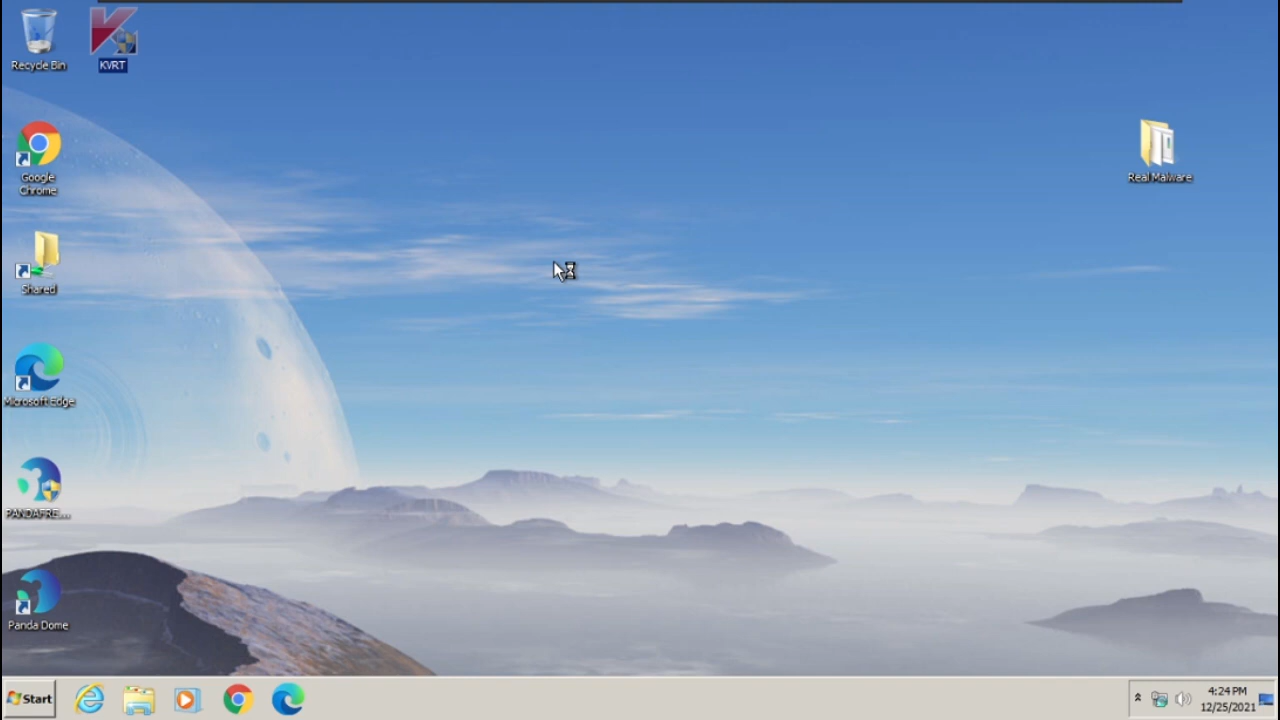 Recycle Bin
KVRT
Google
Chrome
Real Malware
Shared
Microsoft Edge
PANDAFRE...
Panda Dome
Start
4:24 PM
12/25/2021